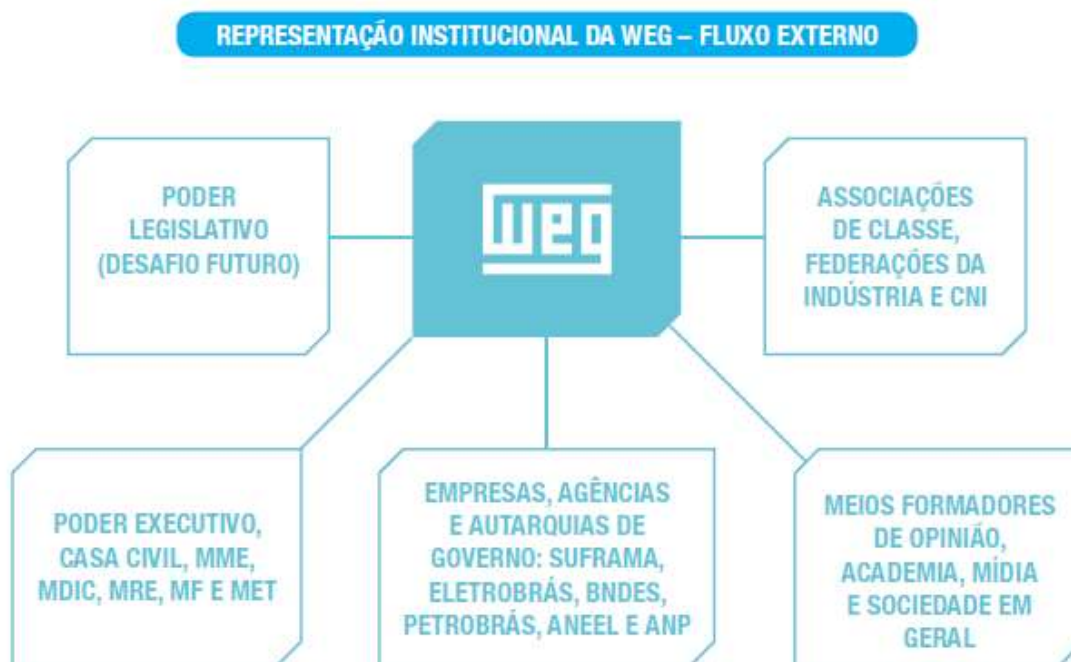 REPRESENTAÇÃO INSTITUCIONAL DA WEG – FLUXO EXTERNO
PODER
LEGISLATIVO
(DESAFIO FUTURO)
weg
ASSOCIAÇÕES
DE CLASSE,
FEDERAÇÕES DA
INDÚSTRIA E CNI
PODER EXECUTIVO,
CASA CIVIL, MME,
MDIC, MRE, MF E MET
EMPRESAS, AGÊNCIAS
E AUTARQUIAS DE
GOVERNO: SUFRAMA,
ELETROBRÁS, BNDES,
PETROBRÁS, ANEEL E ANP
MEIOS FORMADORES
DE OPINIÃO,
ACADEMIA, MÍDIA
E SOCIEDADE EM
GERAL